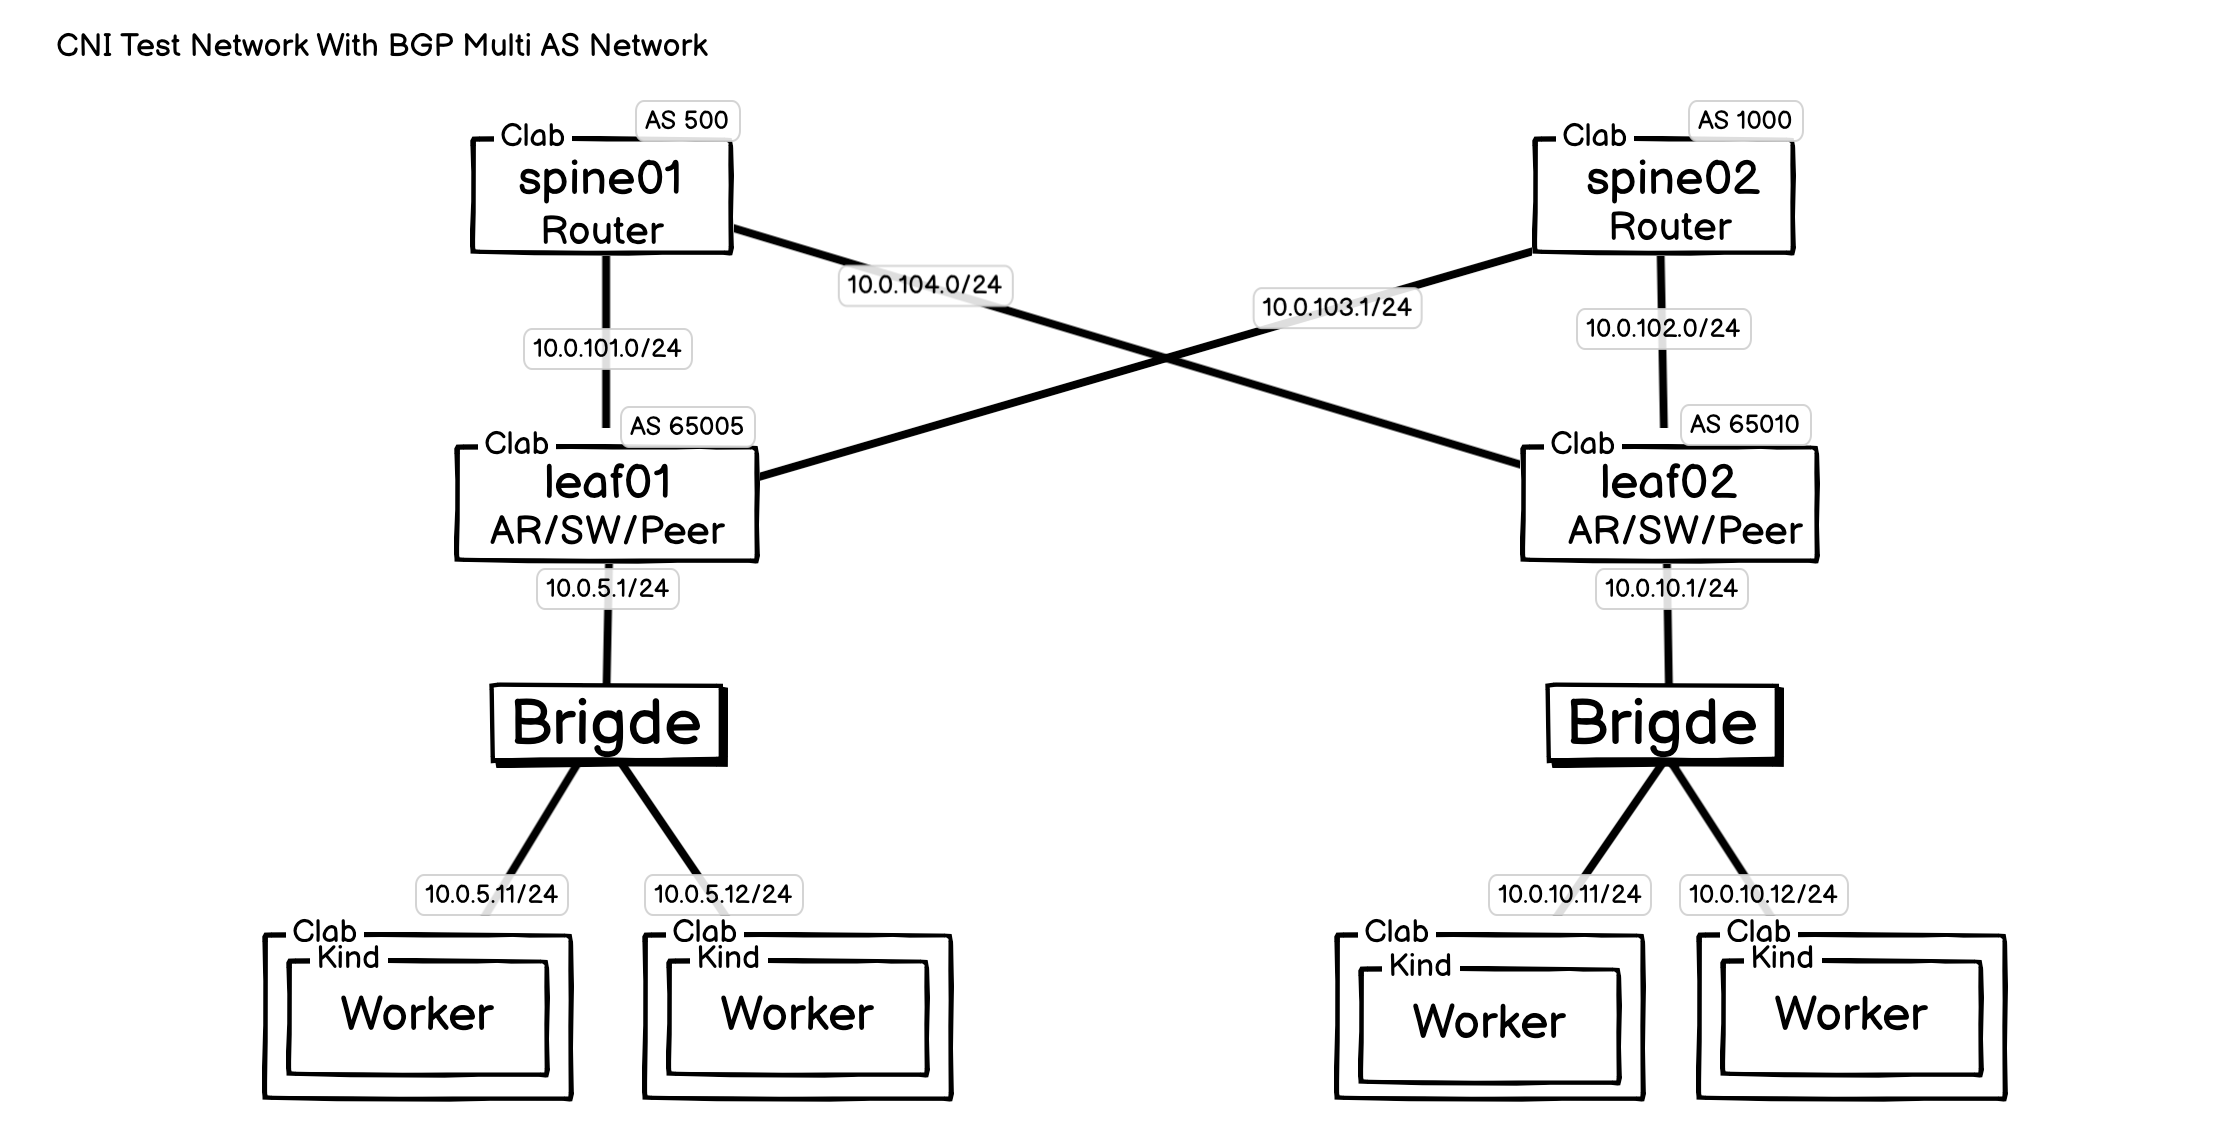 CNI Test Network With BGP Multi AS Network
AS 500
Clab
spine01
Router
AS 1000
Clab
spine02
Router
10.0.104.0/24
10.0.103.1/24
10.0.101.0/24
10.0.102.0/24
AS 65005
Clab
leaf01
AR/SW/Peer
AS 65010
Clab
leaf02
AR/SW/Peer
10.0.5.1/24
10.0.10.1/24
Brigde
Brigde
10.0.5.11/24
10.0.5.12/24
10.0.10.11/24
10.0.10.12/24
Clab
Kind
Worker
Clab
Kind
Worker
Clab
Kind
Worker
Clab
Kind
Worker